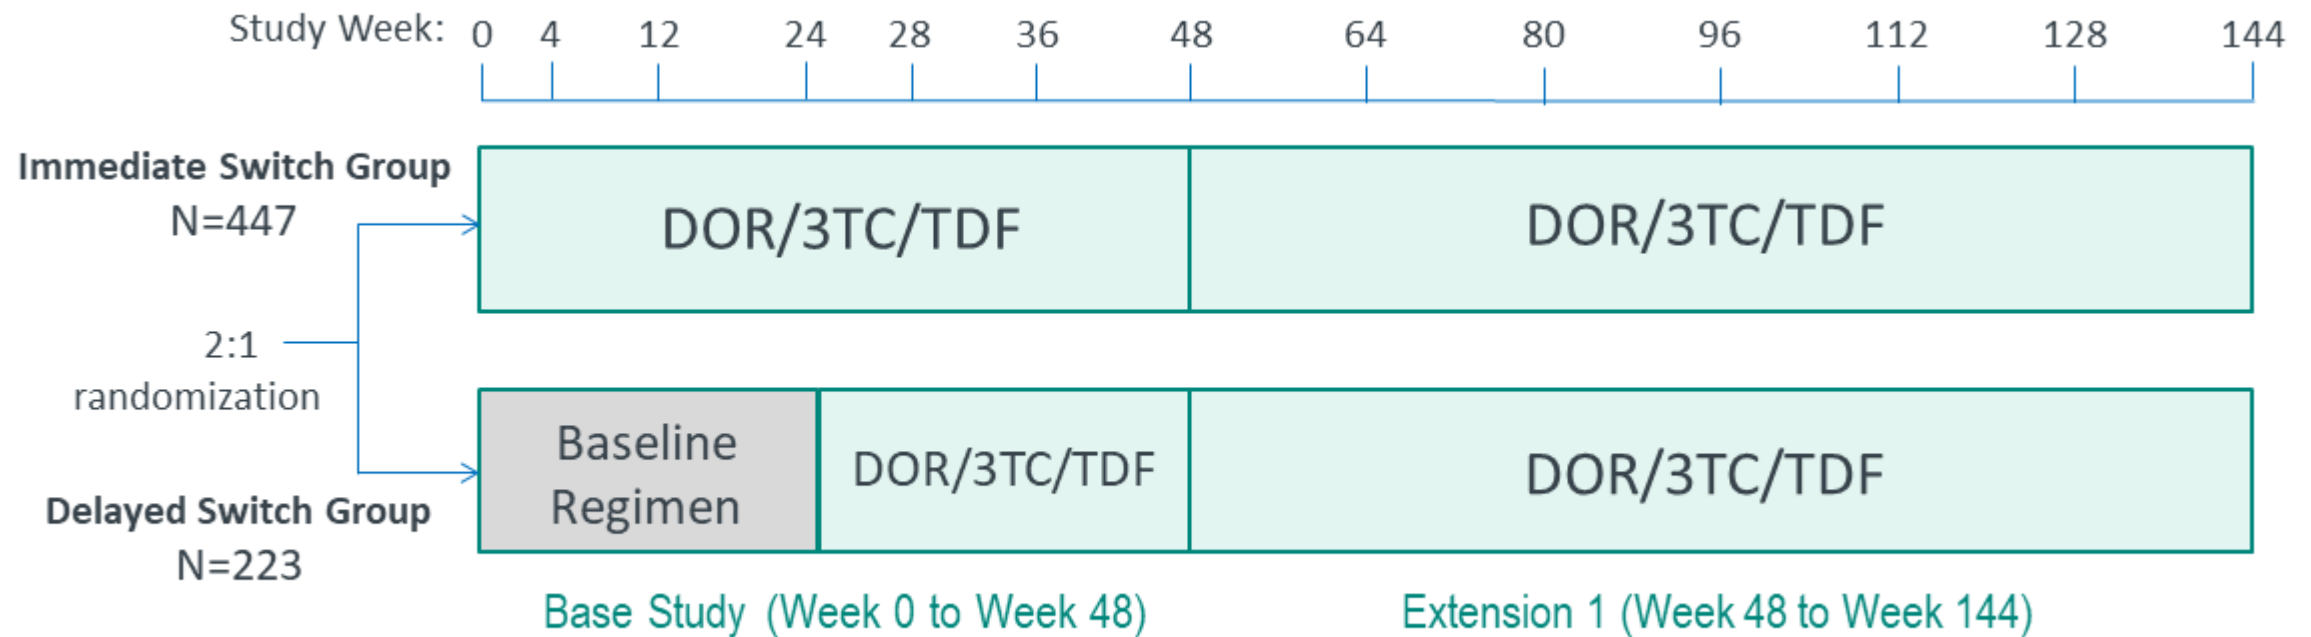 Study Week: 0 4 12 24 28 36 48 64 80 96 112 128 144
Immediate Switch Group
N=447
DOR/3TC/TDF
DOR/3TC/TDF
2:1
randomization
Delayed Switch Group
N=223
Baseline
Regimen
DOR/3TC/TDF
DOR/3TC/TDF
Base Study (Week 0 to Week 48)
Extension 1 (Week 48 to Week 144)